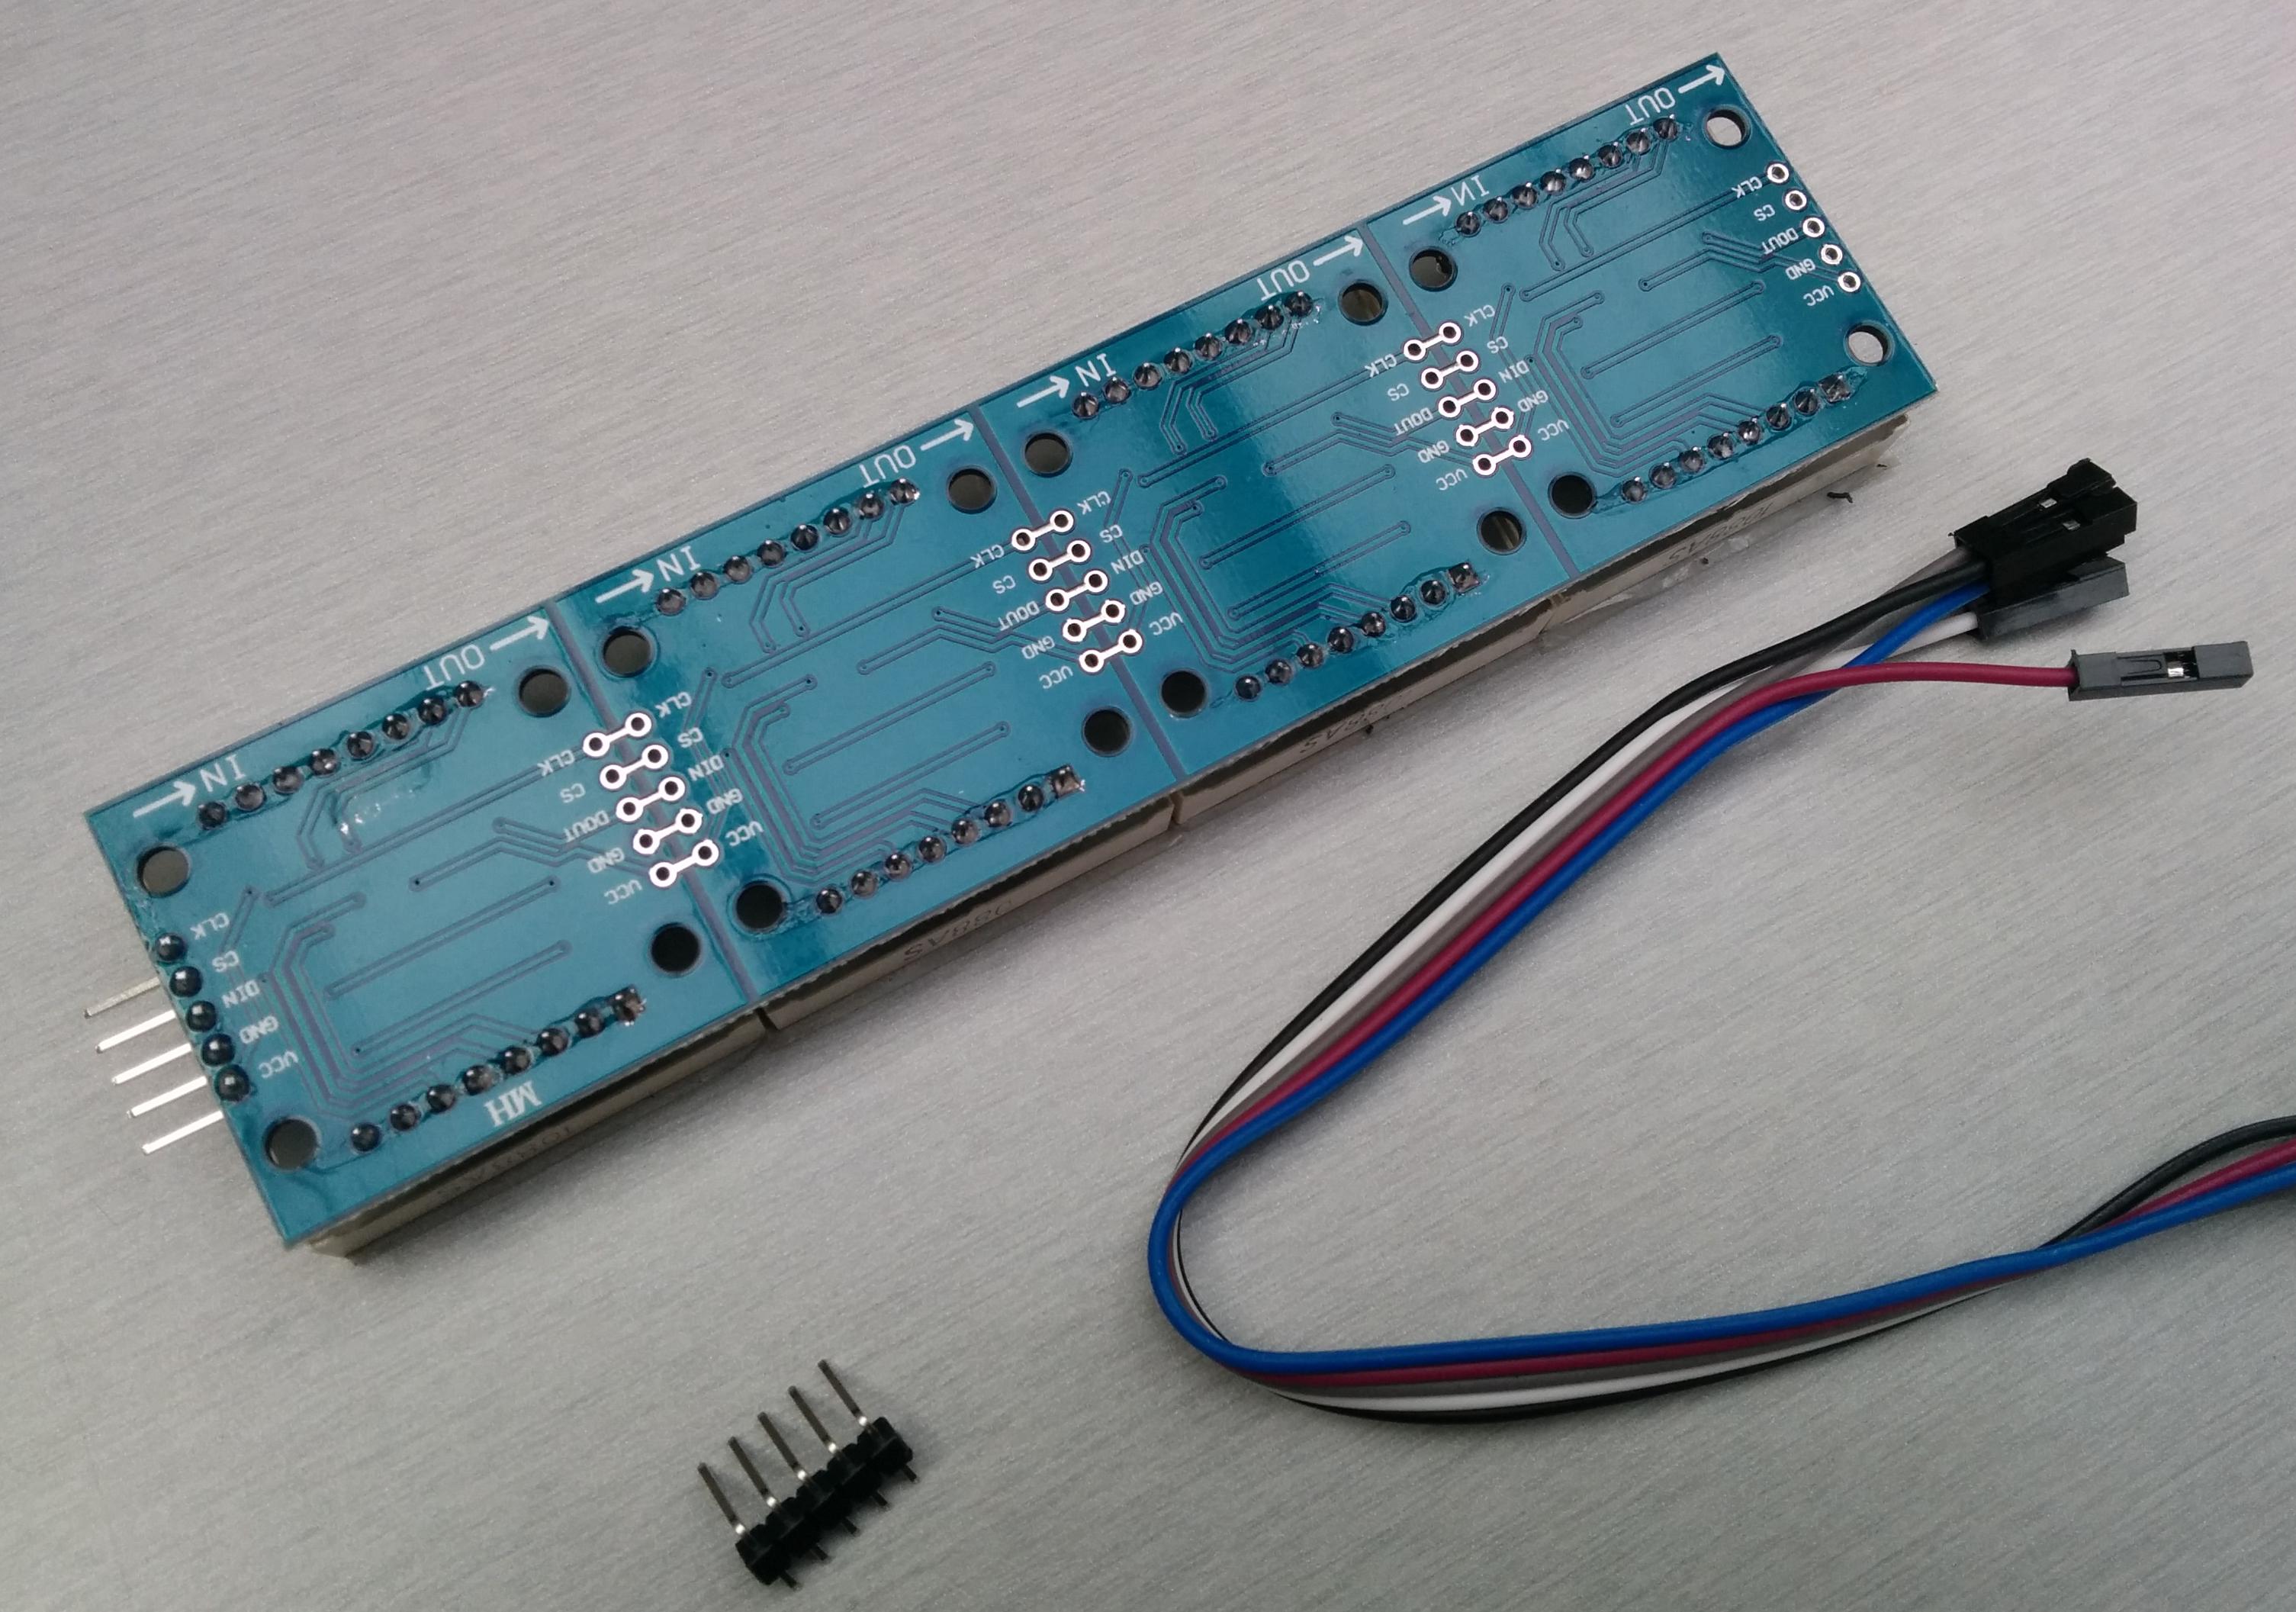 → IN
OUT →
CLK
CS
DIN
GND
VCC
CLK
CS
DOUT
GND
VCC
MH
→ IN
OUT →
CLK
CS
DIN
GND
VCC
CLK
CS
DOUT
GND
VCC
→ IN
OUT →
CLK
CS
DIN
GND
VCC
CLK
CS
DOUT
GND
VCC
→ IN
OUT →
CLK
CS
DIN
GND
VCC
CLK
CS
DOUT
GND
VCC